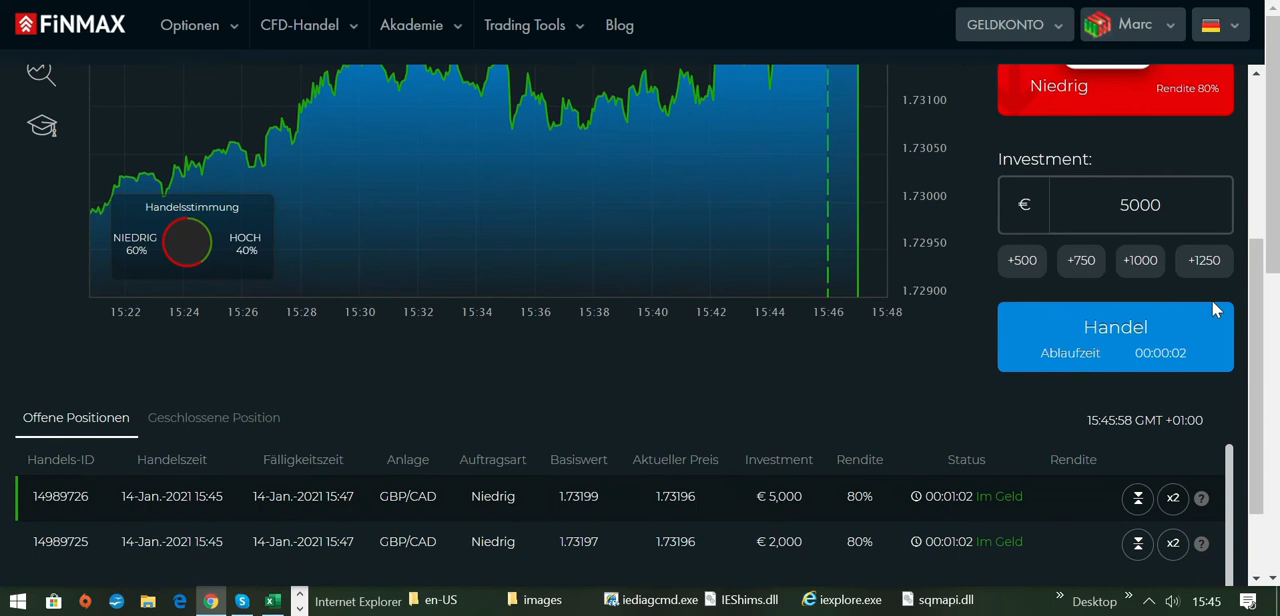 FiNMAX Optionen CFD-Handel Akademie Trading Tools Blog GELDKONTO Marc
1.73100
1.73050
1.73000
1.72950
1.72900
Handelsstimmung
NIEDRIG 60%
HOCH 40%
15:22 15:24 15:26 15:28 15:30 15:32 15:34 15:36 15:38 15:40 15:42 15:44 15:46 15:48
Niedrig Rendite 80%
Investment:
€ 5000
+500 +750 +1000 +1250
Handel
Ablaufzeit 00:00:02
Offene Positionen Geschlossene Position 15:45:58 GMT +01:00
Handels-ID Handelszeit Fälligkeitszeit Anlage Auftragsart Basiswert Aktueller Preis Investment Rendite Status Rendite
14989726 14-Jan.-2021 15:45 14-Jan.-2021 15:47 GBP/CAD Niedrig 1.73199 1.73196 € 5,000 80% 00:01:02 Im Geld x2 ?
14989725 14-Jan.-2021 15:45 14-Jan.-2021 15:47 GBP/CAD Niedrig 1.73197 1.73196 € 2,000 80% 00:01:02 Im Geld x2 ?
Internet Explorer en-US images iediagcmd.exe IEShims.dll iexplore.exe sqmapi.dll » Desktop » 15:45